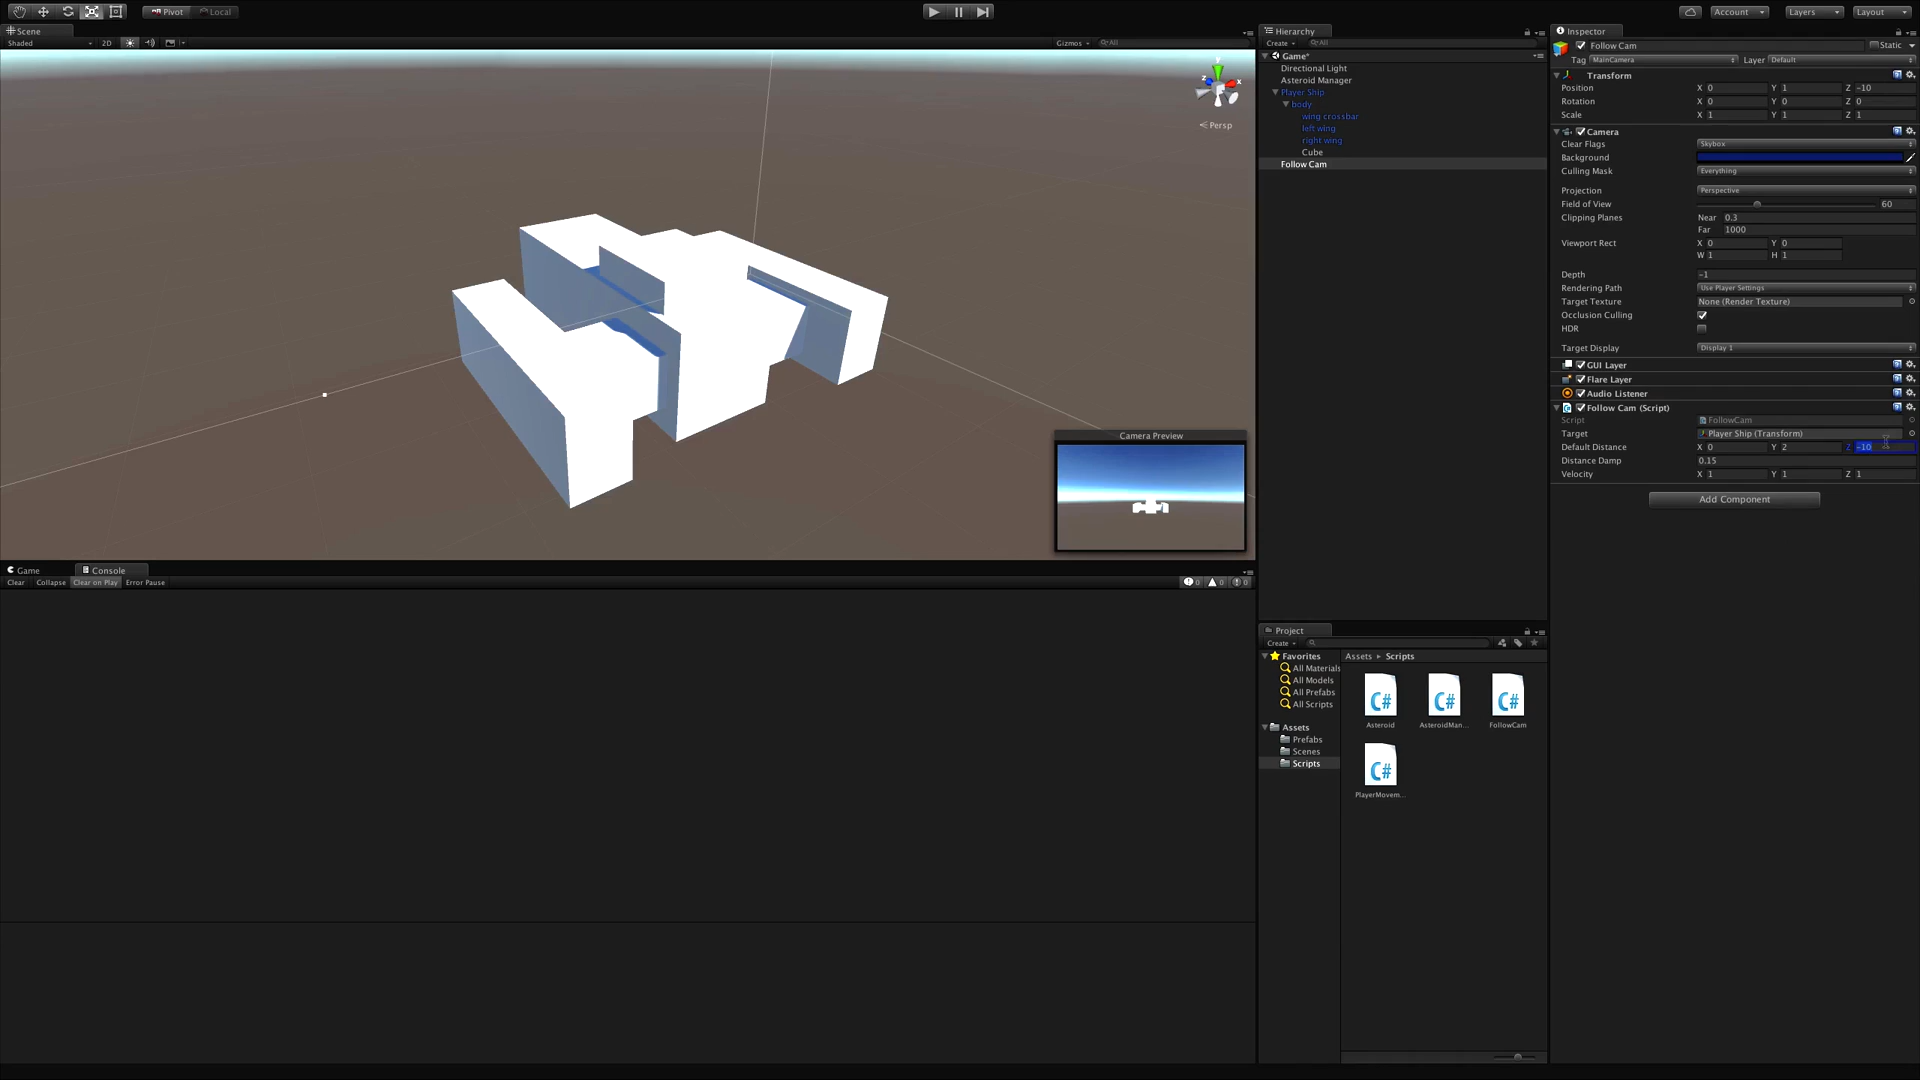 Pivot Local Account Layers Layout
Scene
Shaded 2D Gizmos All
y
x
z
Persp
Camera Preview
Game Console
Clear Collapse Clear on Play Error Pause 0 0 0
Hierarchy
Create All
Game*
Directional Light
Asteroid Manager
Player Ship
body
wing crossbar
left wing
right wing
Cube
Follow Cam
Project
Create
Favorites
All Materials
All Models
All Prefabs
All Scripts
Assets
Prefabs
Scenes
Scripts
Assets Scripts
C# C# C#
Asteroid AsteroidMan... FollowCam
C#
PlayerMovem...
Inspector
Follow Cam Static
Tag MainCamera Layer Default
Transform
Position X 0 Y 1 Z -10
Rotation X 0 Y 0 Z 0
Scale X 1 Y 1 Z 1
Camera
Clear Flags Skybox
Background
Culling Mask Everything
Projection Perspective
Field of View 60
Clipping Planes Near 0.3
Far 1000
Viewport Rect X 0 Y 0
W 1 H 1
Depth -1
Rendering Path Use Player Settings
Target Texture None (Render Texture)
Occlusion Culling
HDR
Target Display Display 1
GUI Layer
Flare Layer
Audio Listener
Follow Cam (Script)
Script FollowCam
Target Player Ship (Transform)
Default Distance X 0 Y 2 Z -10
Distance Damp 0.15
Velocity X 1 Y 1 Z 1
Add Component